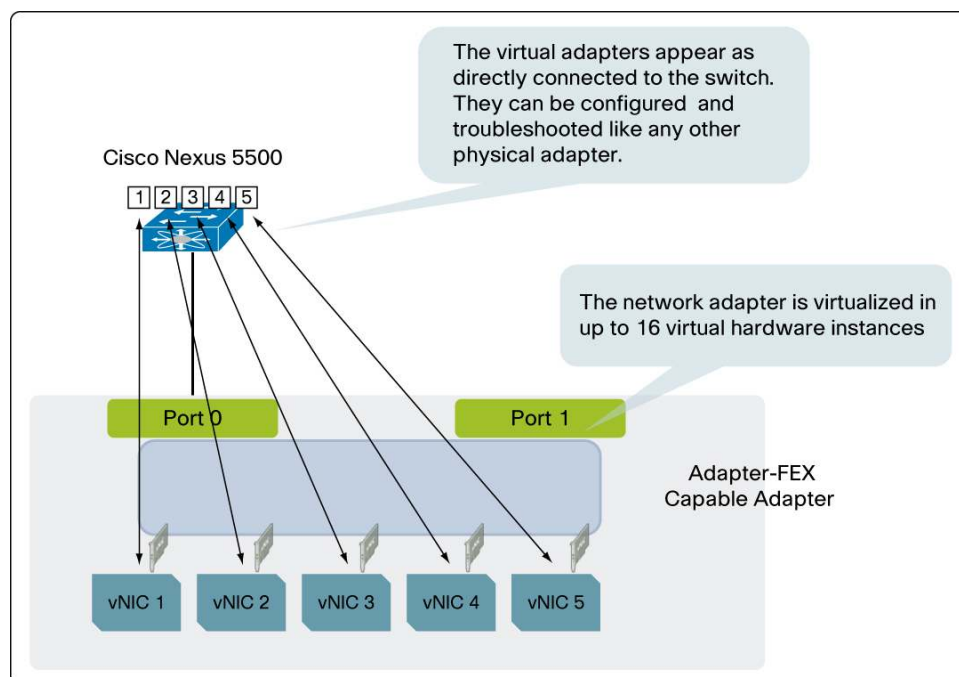 The virtual adapters appear as
directly connected to the switch.
They can be configured and
troubleshooted like any other
physical adapter.
Cisco Nexus 5500
1 2 3 4 5
The network adapter is virtualized in
up to 16 virtual hardware instances
Port 0 Port 1
Adapter-FEX
Capable Adapter
vNIC 1 vNIC 2 vNIC 3 vNIC 4 vNIC 5